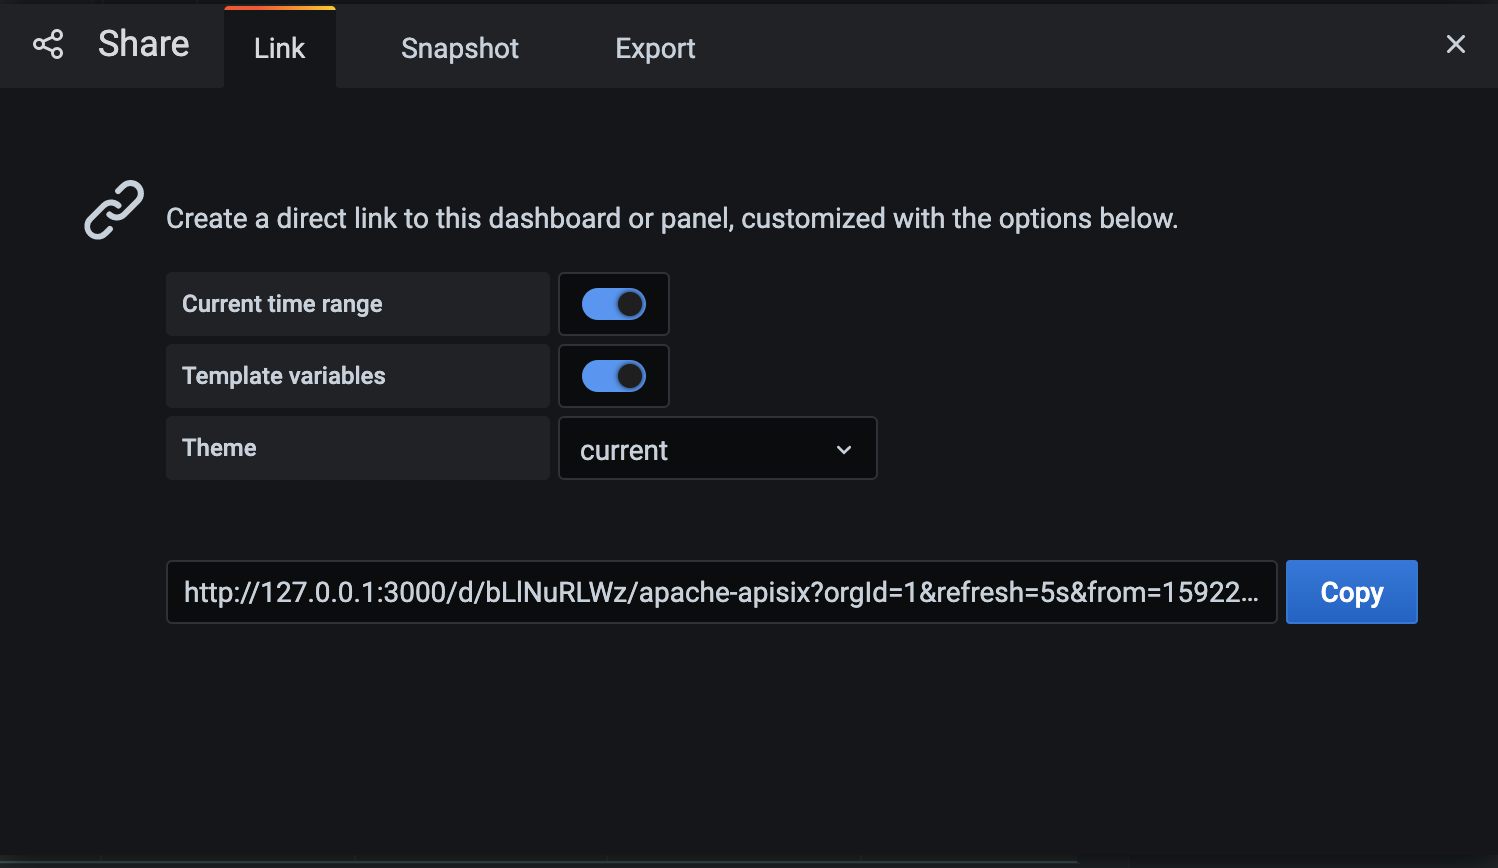 Share
Link
Snapshot
Export
Create a direct link to this dashboard or panel, customized with the options below.
Current time range
Template variables
Theme
current
http://127.0.0.1:3000/d/bLlNuRLWz/apache-apisix?orgId=1&refresh=5s&from=15922...
Copy